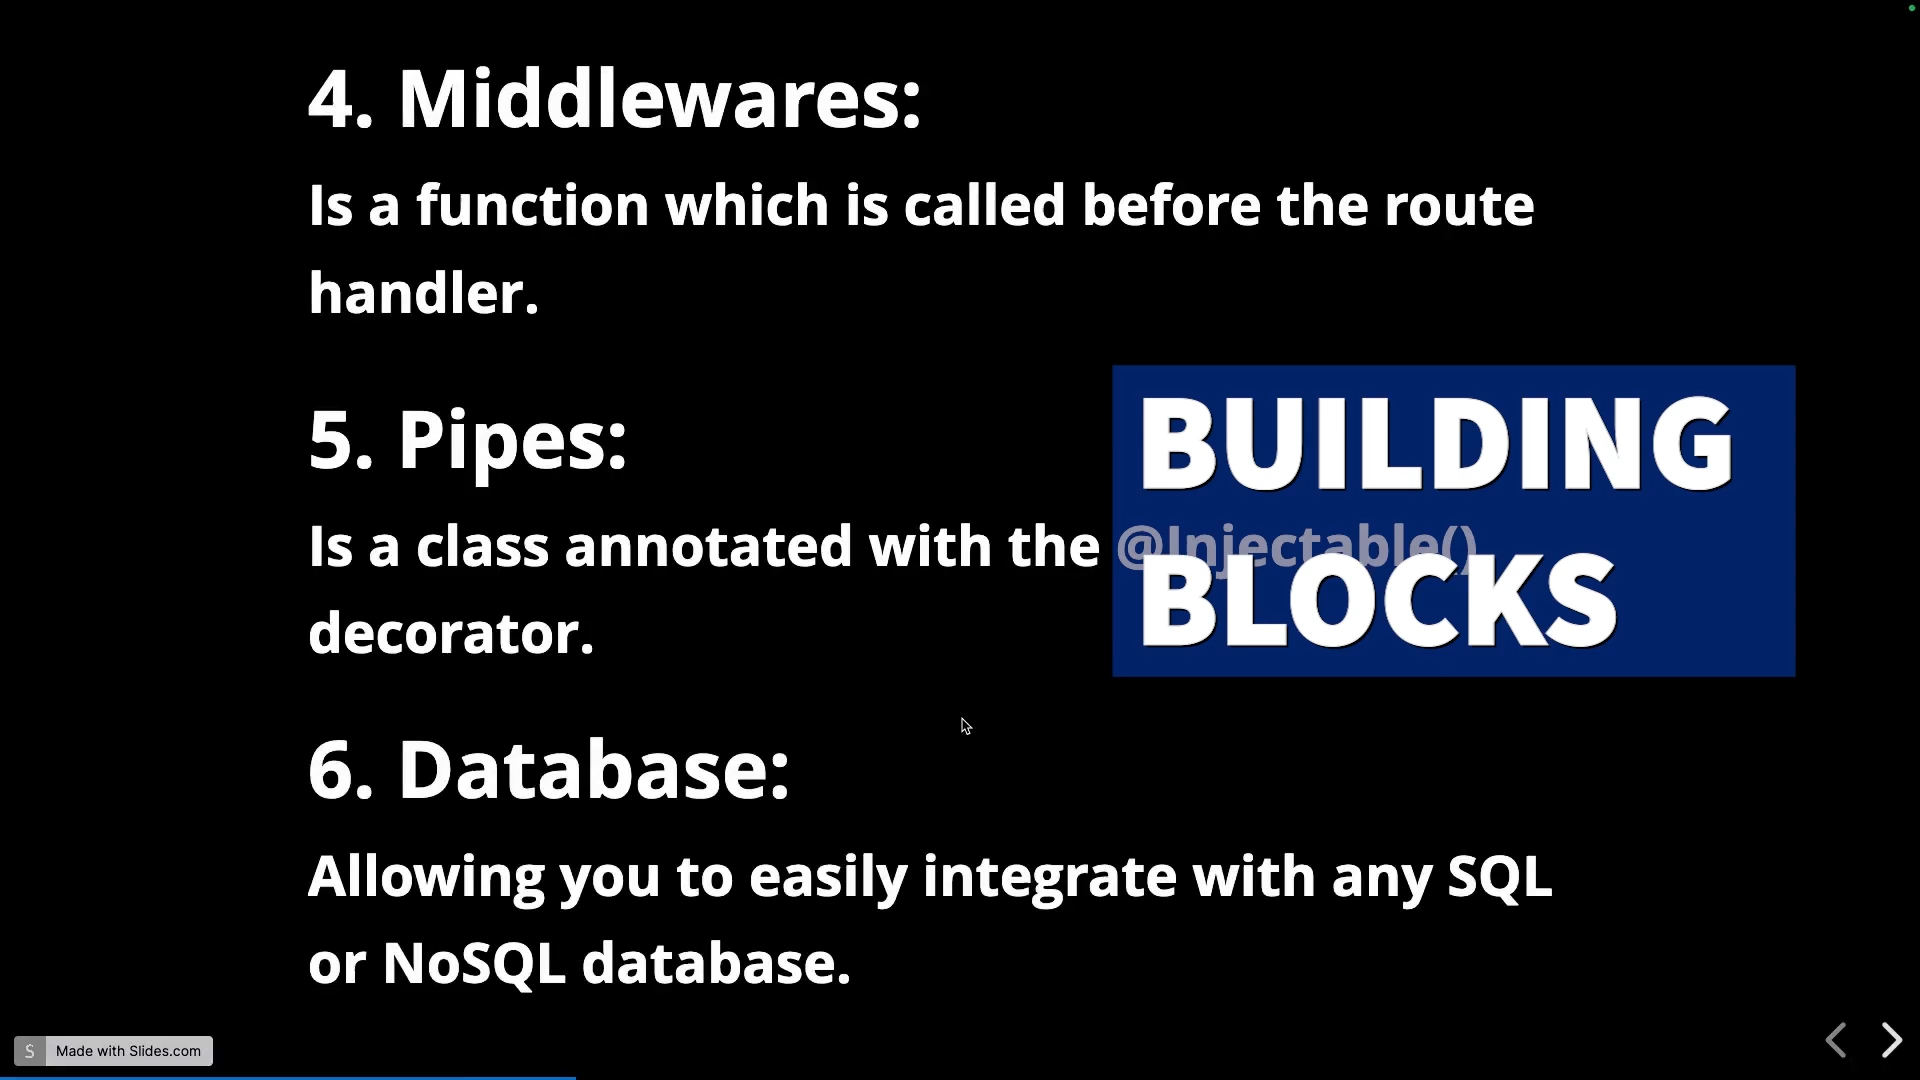 4. Middlewares:
Is a function which is called before the route
handler.
5. Pipes:
Is a class annotated with the @Injectable()
decorator.
BUILDING
BLOCKS
6. Database:
Allowing you to easily integrate with any SQL
or NoSQL database.
S Made with Slides.com